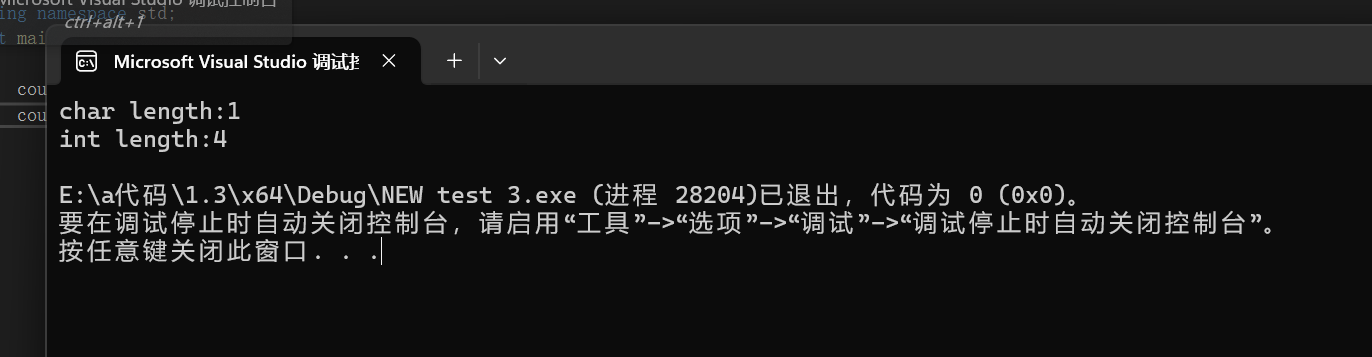 Microsoft Visual Studio 调试控制台
ing namespace std;
ctrl+alt+1
t mai
Microsoft Visual Studio 调试
cou
cou
char length:1
int length:4
E:\a代码\1.3\x64\Debug\NEW test 3.exe (进程 28204)已退出，代码为 0 (0x0)。
要在调试停止时自动关闭控制台，请启用“工具”->“选项”->“调试”->“调试停止时自动关闭控制台”。
按任意键关闭此窗口. . .